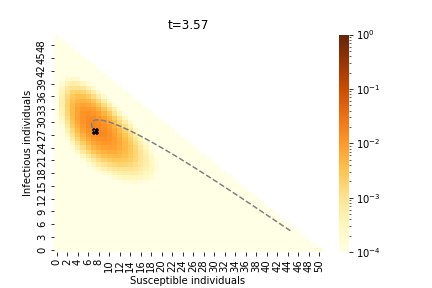 t=3.57
Infectious individuals
0 3 6 9 12 15 18 21 24 27 30 33 36 39 42 45 48
0 2 4 6 8 10 12 14 16 18 20 22 24 26 28 30 32 34 36 38 40 42 44 46 48 50
Susceptible individuals
10⁰
10⁻¹
10⁻²
10⁻³
10⁻⁴